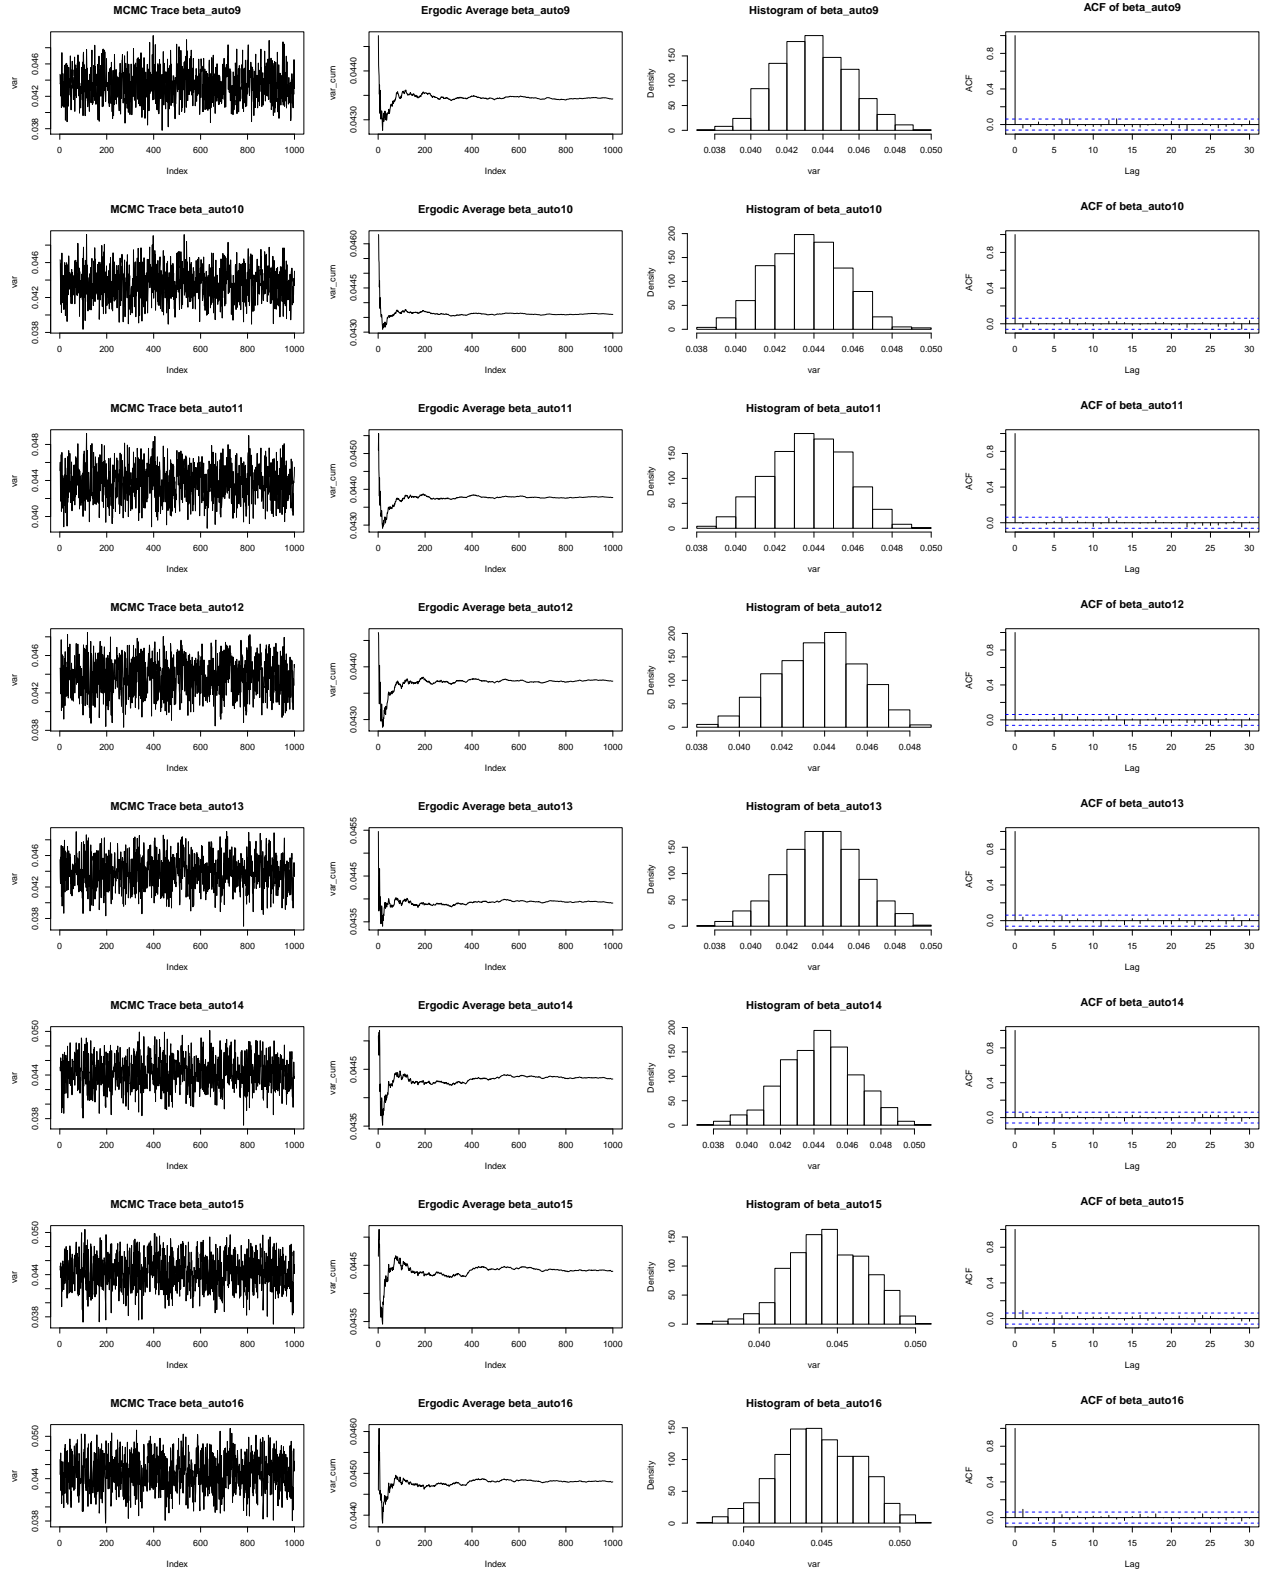 MCMC Trace beta_auto9
var
0.038 0.042 0.046
0 200 400 600 800 1000
Index
Ergodic Average beta_auto9
var_cum
0.0430 0.0440
0 200 400 600 800 1000
Index
Histogram of beta_auto9
Density
0 50 100 150
0.038 0.040 0.042 0.044 0.046 0.048 0.050
var
ACF of beta_auto9
ACF
0.0 0.4 0.8
0 5 10 15 20 25 30
Lag
MCMC Trace beta_auto10
var
0.038 0.042 0.046
0 200 400 600 800 1000
Index
Ergodic Average beta_auto10
var_cum
0.0430 0.0445 0.0460
0 200 400 600 800 1000
Index
Histogram of beta_auto10
Density
0 50 100 150 200
0.038 0.040 0.042 0.044 0.046 0.048 0.050
var
ACF of beta_auto10
ACF
0.0 0.4 0.8
0 5 10 15 20 25 30
Lag
MCMC Trace beta_auto11
var
0.040 0.044 0.048
0 200 400 600 800 1000
Index
Ergodic Average beta_auto11
var_cum
0.0430 0.0440 0.0450
0 200 400 600 800 1000
Index
Histogram of beta_auto11
Density
0 50 100 150
0.038 0.040 0.042 0.044 0.046 0.048 0.050
var
ACF of beta_auto11
ACF
0.0 0.4 0.8
0 5 10 15 20 25 30
Lag
MCMC Trace beta_auto12
var
0.038 0.042 0.046
0 200 400 600 800 1000
Index
Ergodic Average beta_auto12
var_cum
0.0430 0.0440
0 200 400 600 800 1000
Index
Histogram of beta_auto12
Density
0 50 100 150 200
0.038 0.040 0.042 0.044 0.046 0.048
var
ACF of beta_auto12
ACF
0.0 0.4 0.8
0 5 10 15 20 25 30
Lag
MCMC Trace beta_auto13
var
0.038 0.042 0.046
0 200 400 600 800 1000
Index
Ergodic Average beta_auto13
var_cum
0.0435 0.0445 0.0455
0 200 400 600 800 1000
Index
Histogram of beta_auto13
Density
0 50 100 150
0.038 0.040 0.042 0.044 0.046 0.048 0.050
var
ACF of beta_auto13
ACF
0.0 0.4 0.8
0 5 10 15 20 25 30
Lag
MCMC Trace beta_auto14
var
0.038 0.044 0.050
0 200 400 600 800 1000
Index
Ergodic Average beta_auto14
var_cum
0.0435 0.0445
0 200 400 600 800 1000
Index
Histogram of beta_auto14
Density
0 50 100 150 200
0.038 0.040 0.042 0.044 0.046 0.048 0.050
var
ACF of beta_auto14
ACF
0.0 0.4 0.8
0 5 10 15 20 25 30
Lag
MCMC Trace beta_auto15
var
0.038 0.044 0.050
0 200 400 600 800 1000
Index
Ergodic Average beta_auto15
var_cum
0.0435 0.0445
0 200 400 600 800 1000
Index
Histogram of beta_auto15
Density
0 50 100 150
0.040 0.045 0.050
var
ACF of beta_auto15
ACF
0.0 0.4 0.8
0 5 10 15 20 25 30
Lag
MCMC Trace beta_auto16
var
0.038 0.044 0.050
0 200 400 600 800 1000
Index
Ergodic Average beta_auto16
var_cum
0.0440 0.0450 0.0460
0 200 400 600 800 1000
Index
Histogram of beta_auto16
Density
0 50 100 150
0.040 0.045 0.050
var
ACF of beta_auto16
ACF
0.0 0.4 0.8
0 5 10 15 20 25 30
Lag